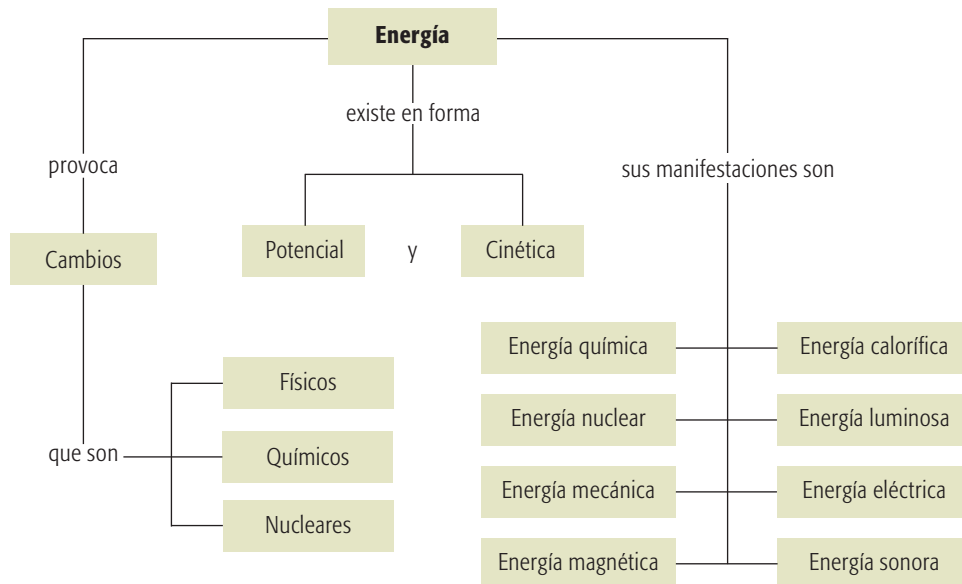 Energía
existe en forma
provoca
sus manifestaciones son
Cambios
Potencial y Cinética
que son
Físicos
Químicos
Nucleares
Energía química
Energía calorífica
Energía nuclear
Energía luminosa
Energía mecánica
Energía eléctrica
Energía magnética
Energía sonora